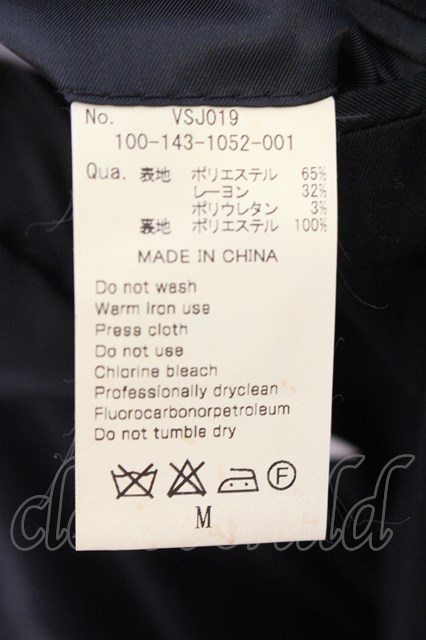 No. VSJ019
100-143-1052-001
Qua. 表地 ポリエステル 65%
レーヨン 32%
ポリウレタン 3%
裏地 ポリエステル 100%
MADE IN CHINA
Do not wash
Warm iron use
Press cloth
Do not use
Chlorine bleach
Professionally dryclean
Fluorocarbonorpetroleum
Do not tumble dry
F
M